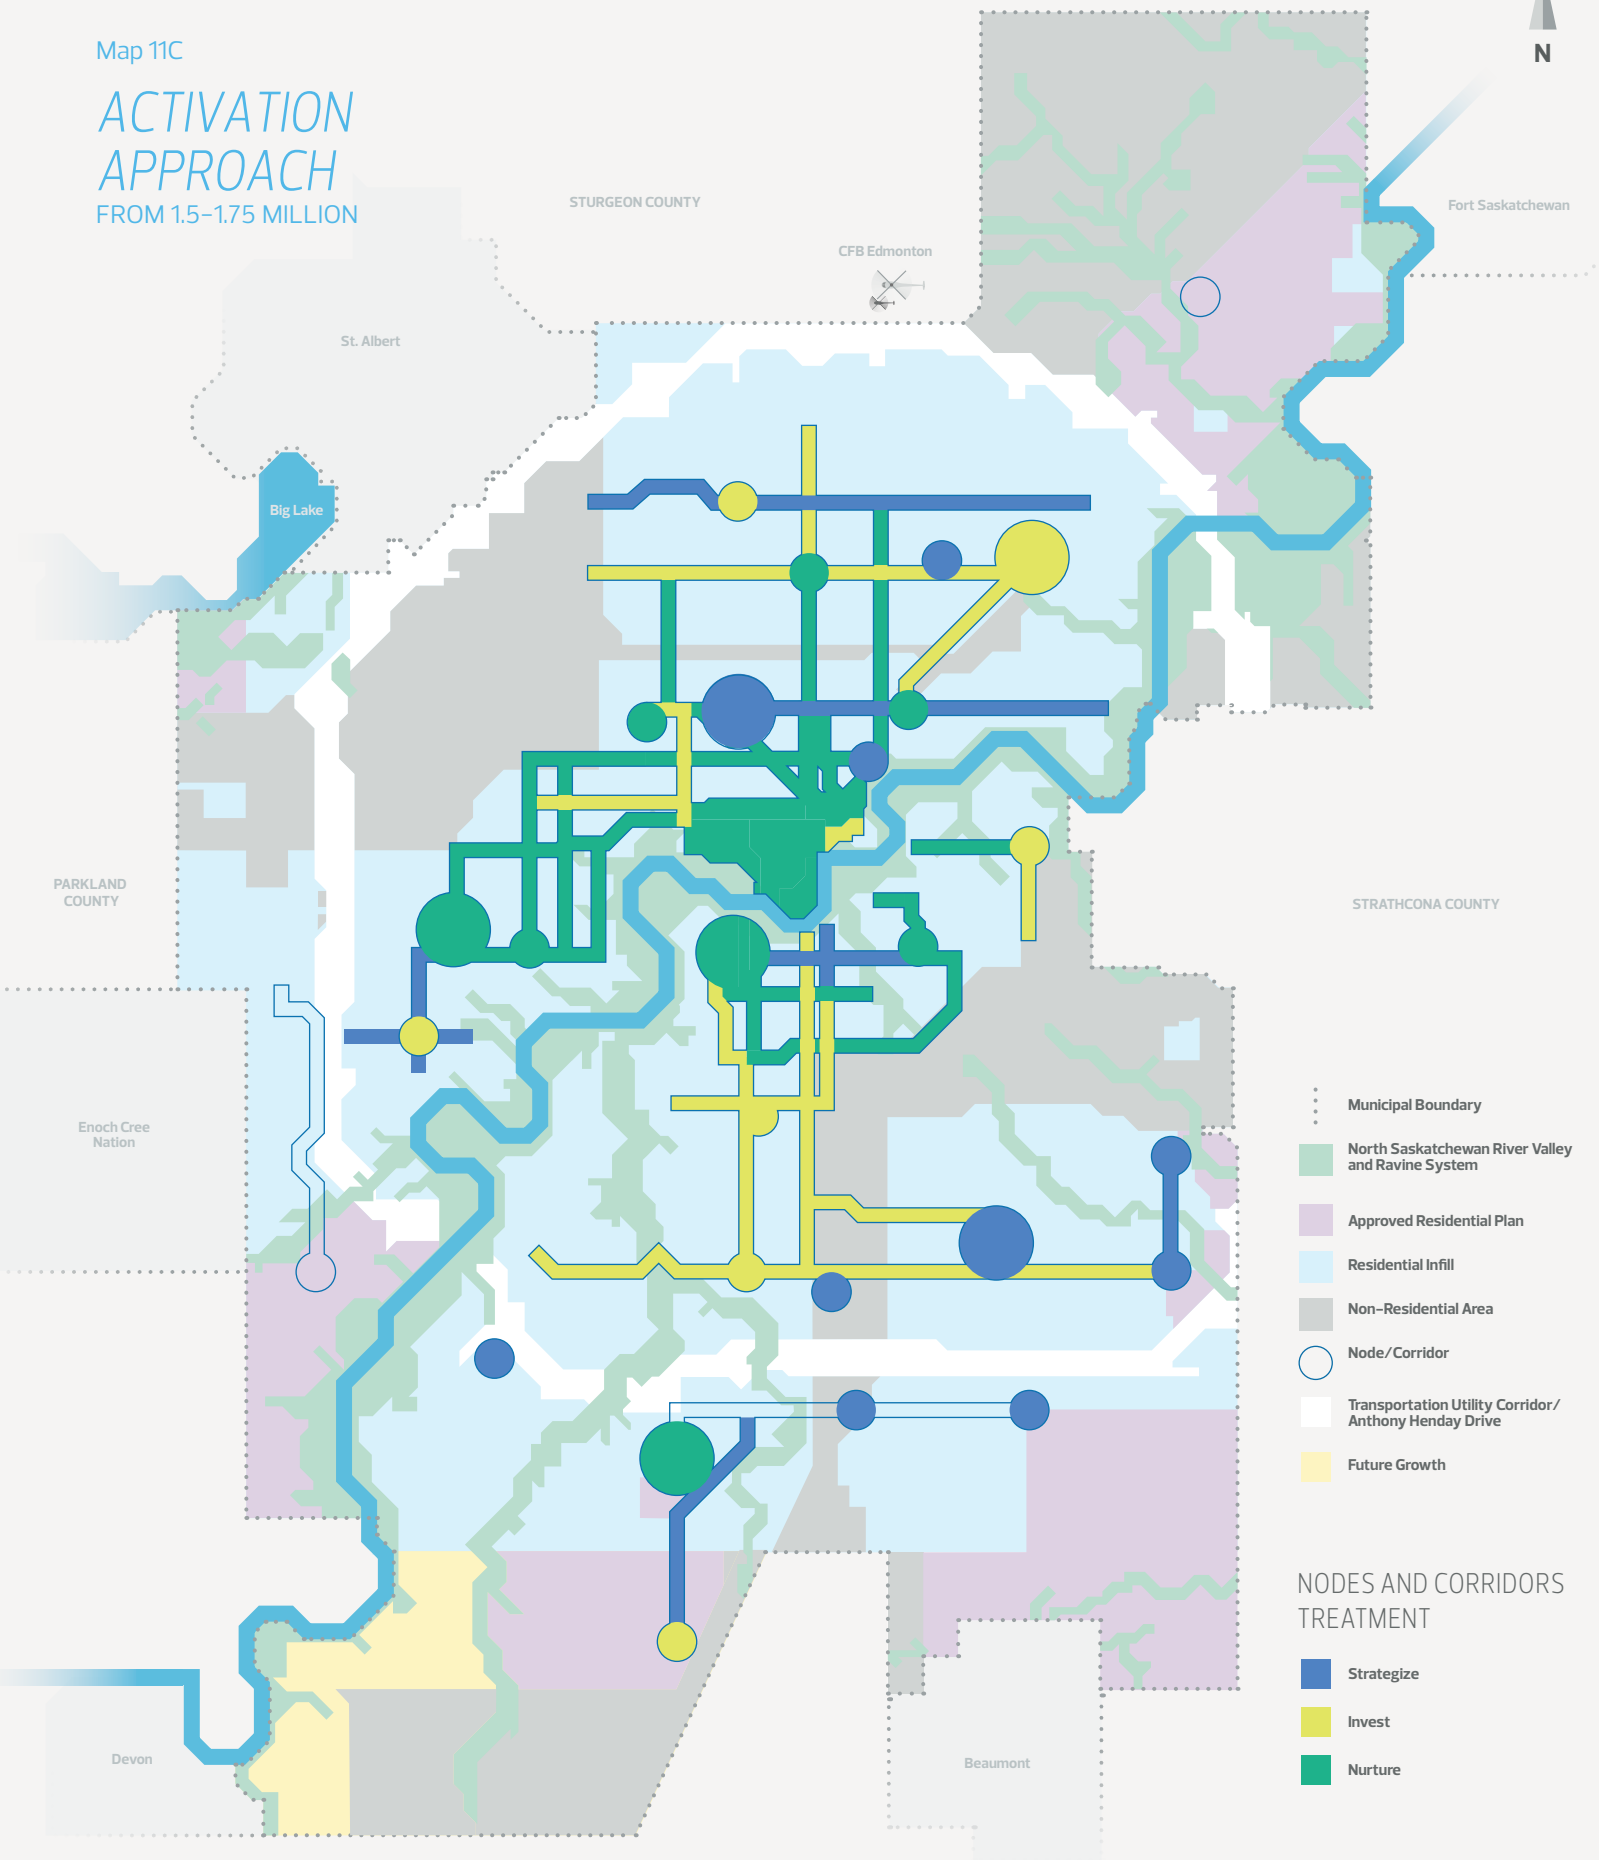 Map 11C
ACTIVATION
APPROACH
FROM 1.5–1.75 MILLION
N
STURGEON COUNTY
Fort Saskatchewan
CFB Edmonton
St. Albert
Big Lake
PARKLAND
COUNTY
STRATHCONA COUNTY
Enoch Cree
Nation
Devon
Beaumont
Municipal Boundary
North Saskatchewan River Valley
and Ravine System
Approved Residential Plan
Residential Infill
Non-Residential Area
Node/Corridor
Transportation Utility Corridor/
Anthony Henday Drive
Future Growth
NODES AND CORRIDORS
TREATMENT
Strategize
Invest
Nurture